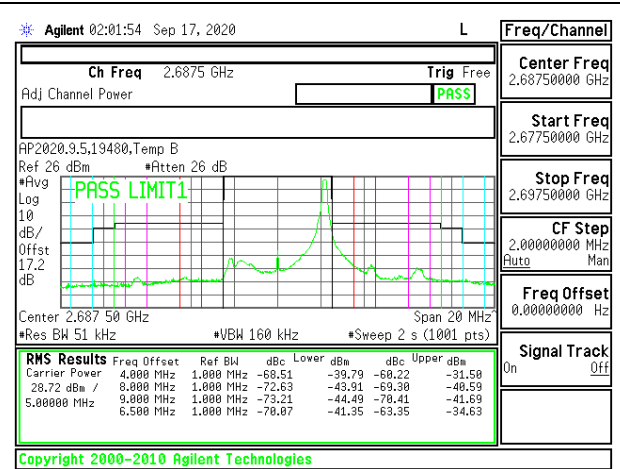 Agilent 02:01:54 Sep 17, 2020 L Freq/Channel
Ch Freq 2.6875 GHz Trig Free
Adj Channel Power PASS
AP2020.9.5,19480,Temp B
Ref 26 dBm #Atten 26 dB
#Avg
Log
10
dB/
Offst
17.2
dB
PASS LIMIT1
Center 2.687 50 GHz Span 20 MHz
#Res BW 51 kHz #VBW 160 kHz #Sweep 2 s (1001 pts)
RMS Results Freq Offset Ref BW dBc Lower dBm dBc Upper dBm
Carrier Power 4.000 MHz 1.000 MHz -68.51 -39.79 -60.22 -31.50
28.72 dBm / 8.000 MHz 1.000 MHz -72.63 -43.91 -69.30 -40.59
5.00000 MHz 9.000 MHz 1.000 MHz -73.21 -44.49 -70.41 -41.69
6.500 MHz 1.000 MHz -70.07 -41.35 -63.35 -34.63
Copyright 2000-2010 Agilent Technologies
Center Freq
2.68750000 GHz
Start Freq
2.67750000 GHz
Stop Freq
2.69750000 GHz
CF Step
2.00000000 MHz
Auto Man
Freq Offset
0.00000000 Hz
Signal Track
On Off